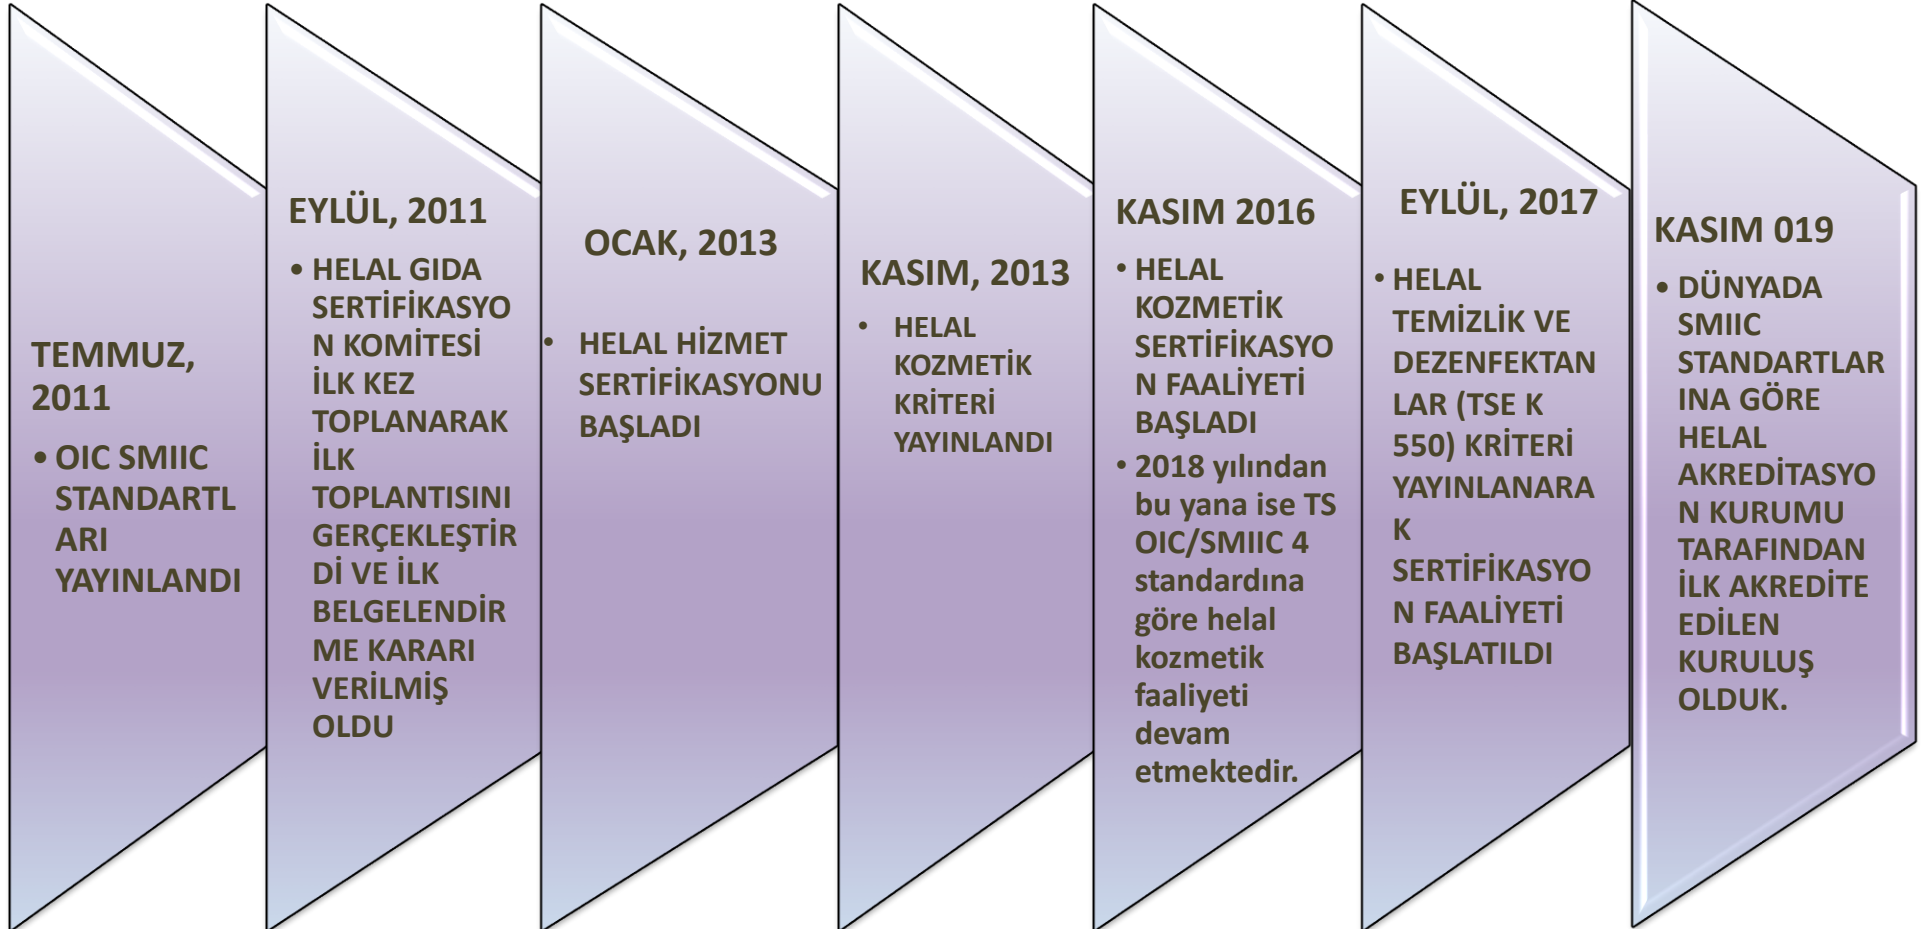 TEMMUZ,
2011
• OIC SMIIC
STANDARTL
ARI
YAYINLANDI
EYLÜL, 2011
• HELAL GIDA
SERTİFİKASYO
N KOMİTESİ
İLK KEZ
TOPLANARAK
İLK
TOPLANTISINI
GERÇEKLEŞTİR
Dİ VE İLK
BELGELENDİR
ME KARARI
VERİLMİŞ
OLDU
OCAK, 2013
• HELAL HİZMET
SERTİFİKASYONU
BAŞLADI
KASIM, 2013
• HELAL
KOZMETİK
KRİTERİ
YAYINLANDI
KASIM 2016
• HELAL
KOZMETİK
SERTİFİKASYO
N FAALİYETİ
BAŞLADI
• 2018 yılından
bu yana ise TS
OIC/SMIIC 4
standardına
göre helal
kozmetik
faaliyeti
devam
etmektedir.
EYLÜL, 2017
• HELAL
TEMİZLİK VE
DEZENFEKTAN
LAR (TSE K
550) KRİTERİ
YAYINLANARA
K
SERTİFİKASYO
N FAALİYETİ
BAŞLATILDI
KASIM 019
• DÜNYADA
SMIIC
STANDARTLAR
INA GÖRE
HELAL
AKREDİTASYO
N KURUMU
TARAFINDAN
İLK AKREDİTE
EDİLEN
KURULUŞ
OLDUK.